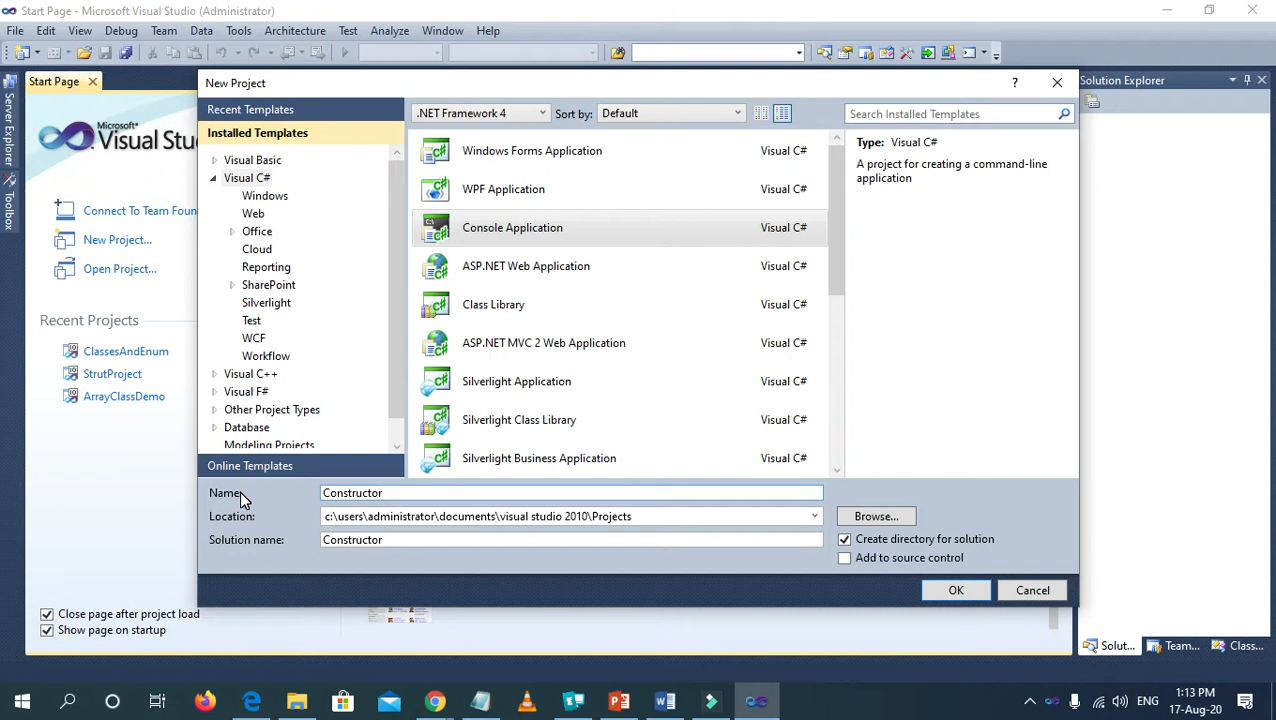 Start Page - Microsoft Visual Studio (Administrator)
File Edit View Debug Team Data Tools Architecture Test Analyze Window Help
Start Page
New Project
Solution Explorer
Server Explorer
Toolbox
Microsoft®
Visual Stu
Connect To Team Foun
New Project...
Open Project...
Recent Projects
ClassesAndEnum
StrutProject
ArrayClassDemo
Close page after project load
Show page on startup
Recent Templates
Installed Templates
Visual Basic
Visual C#
Windows
Web
Office
Cloud
Reporting
SharePoint
Silverlight
Test
WCF
Workflow
Visual C++
Visual F#
Other Project Types
Database
Modeling Projects
Online Templates
.NET Framework 4 Sort by: Default
Windows Forms Application Visual C#
WPF Application Visual C#
Console Application Visual C#
ASP.NET Web Application Visual C#
Class Library Visual C#
ASP.NET MVC 2 Web Application Visual C#
Silverlight Application Visual C#
Silverlight Class Library Visual C#
Silverlight Business Application Visual C#
Search Installed Templates
Type: Visual C#
A project for creating a command-line
application
Name: Constructor
Location: c:\users\administrator\documents\visual studio 2010\Projects Browse...
Solution name: Constructor
Create directory for solution
Add to source control
OK Cancel
Solut... Team... Class...
ENG
1:13 PM
17-Aug-20